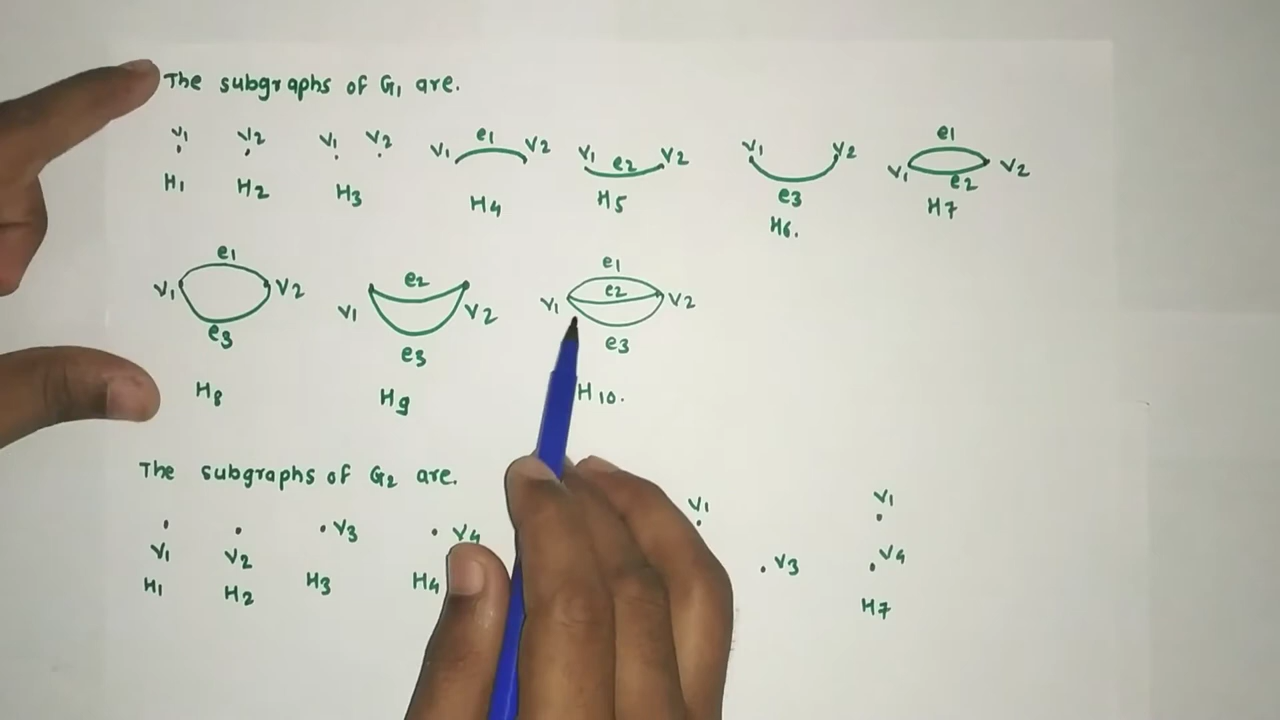 The subgraphs of G1 are.
v1 v2 v1 v2 v1 e1 v2 v1 e2 v2 v1 v2 e1
v1 e2 v2
e3
H1 H2 H3 H4 H5 H6. H7
e1 e2 e1
v1 v2 v1 v2 v1 e2 v2
e3 e3 e3
H8 H9 H10.
The subgraphs of G2 are.
v1 v1
v1 v2 v3 v4 v3 v4
H1 H2 H3 H4 H7